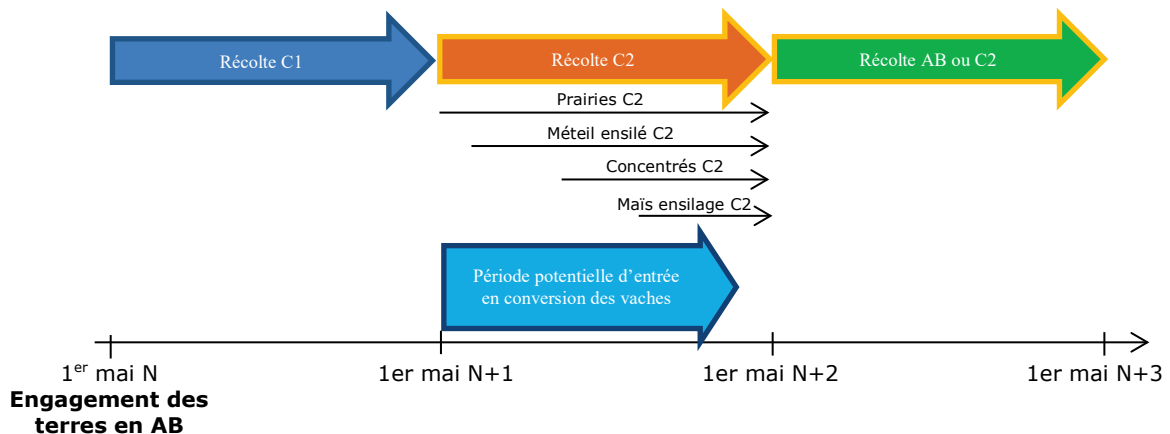 Récolte C1
Récolte C2
Récolte AB ou C2
Prairies C2
Méteil ensilé C2
Concentrés C2
Maïs ensilage C2
Période potentielle d'entrée
en conversion des vaches
1er mai N
1er mai N+1
1er mai N+2
1er mai N+3
Engagement des
terres en AB